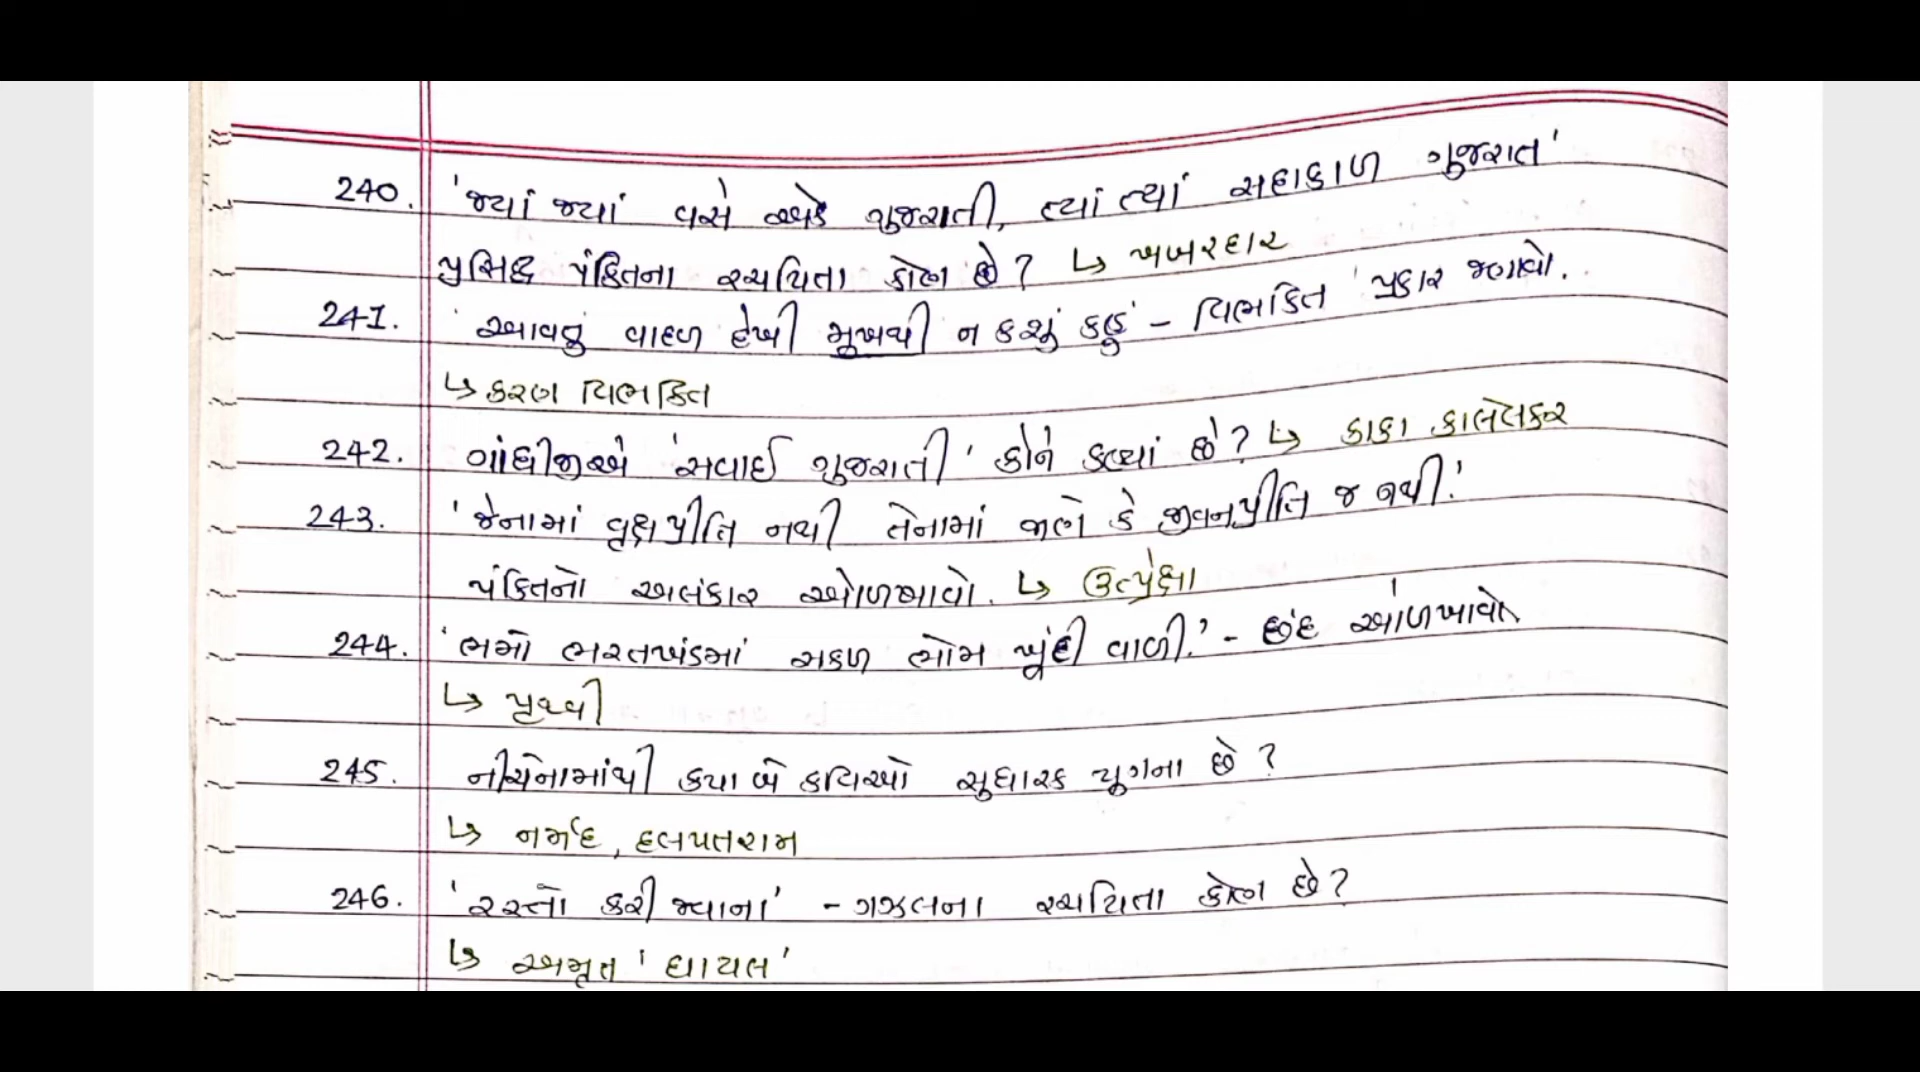 240. 'જ્યાં જ્યાં વસે એક ગુજરાતી, ત્યાં ત્યાં સદાકાળ ગુજરાત'
પ્રસિદ્ધ પંક્તિના રચયિતા કોણ છે? ↳ ખબરદાર
241. 'આવતું વાદળ દેખી મુખથી ન કશું કહ્યું - વિભક્તિ પ્રકાર જણાવો.
↳ કરણ વિભક્તિ
242. ગાંધીજીએ 'સવાઈ ગુજરાતી' કોને કહ્યાં છે? ↳ કાકા કાલેલકર
243. 'જેનામાં વૃક્ષપ્રીતિ નથી તેનામાં જાણે કે જીવનપ્રીતિ જ નથી.'
પંક્તિનો અલંકાર ઓળખાવો. ↳ ઉત્પ્રેક્ષા
244. 'ભમો ભરતખંડમાં સકળ ભોમ ખૂંદી વાળી.' - છંદ ઓળખાવો.
↳ પૃથ્વી
245. નીચેનામાંથી કયા બે કવિઓ સુધારક યુગના છે?
↳ નર્મદ, દલપતરામ
246. 'રસ્તો કરી જવાના' - ગઝલના રચયિતા કોણ છે?
↳ અમૃત 'ઘાયલ'